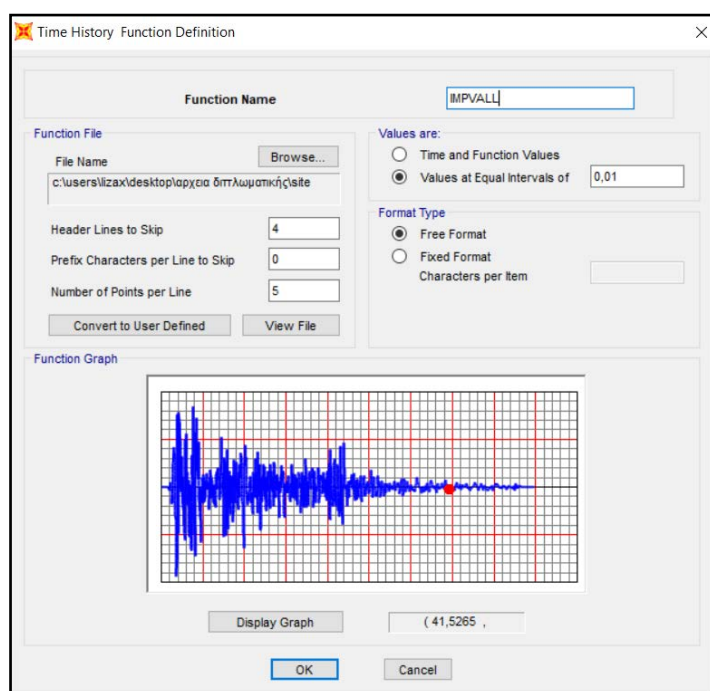 Time History Function Definition
Function Name
IMPVALL
Function File
File Name
Browse...
c:\users\lizax\desktop\αρχεια διπλωματικής\site
Header Lines to Skip
4
Prefix Characters per Line to Skip
0
Number of Points per Line
5
Convert to User Defined
View File
Values are:
Time and Function Values
Values at Equal Intervals of
0,01
Format Type
Free Format
Fixed Format
Characters per Item
Function Graph
Display Graph
( 41,5265 ,
OK
Cancel